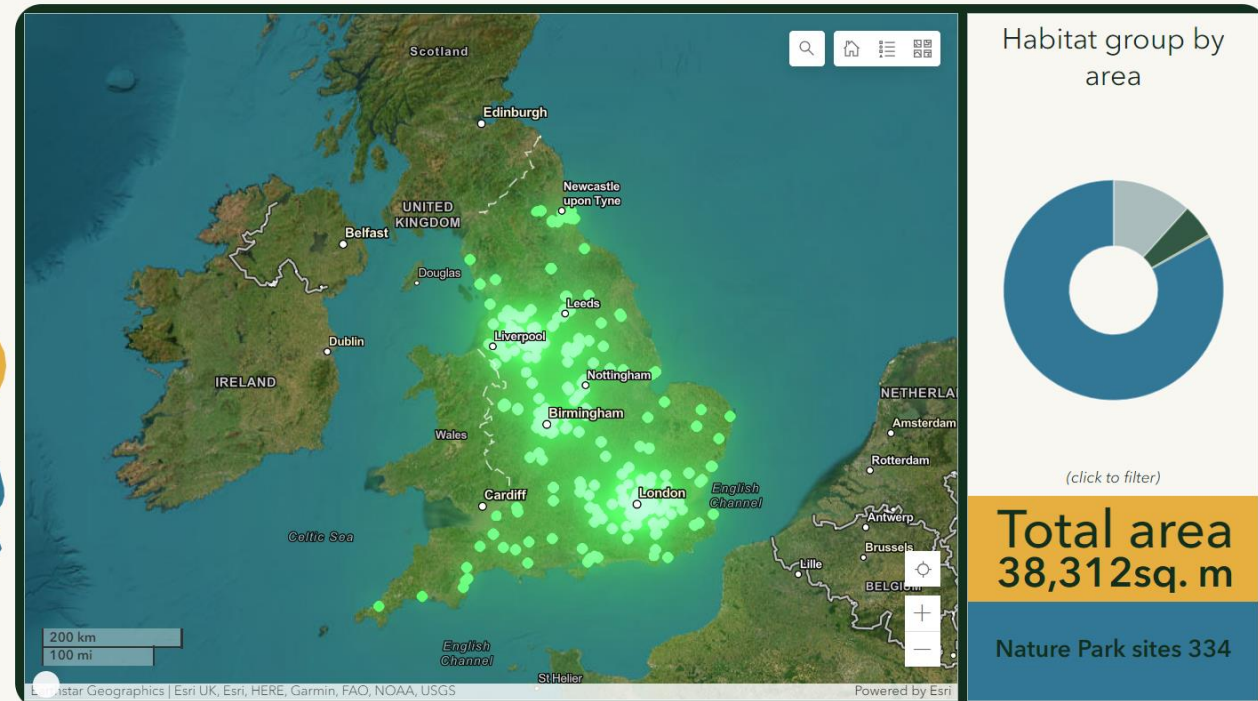 Scotland
Edinburgh
Newcastle
upon Tyne
UNITED
KINGDOM
Belfast
Douglas
Leeds
Liverpool
Dublin
Nottingham
IRELAND
Birmingham
Wales
NETHERLA
Amsterdam
Rotterdam
Cardiff
London
English
Channel
Antwerp
Celtic Sea
Brussels
Lille
BELGIUM
200 km
100 mi
English
Channel
St Helier
Earthstar Geographics | Esri UK, Esri, HERE, Garmin, FAO, NOAA, USGS
Powered by Esri
Habitat group by
area
(click to filter)
Total area
38,312sq. m
Nature Park sites 334